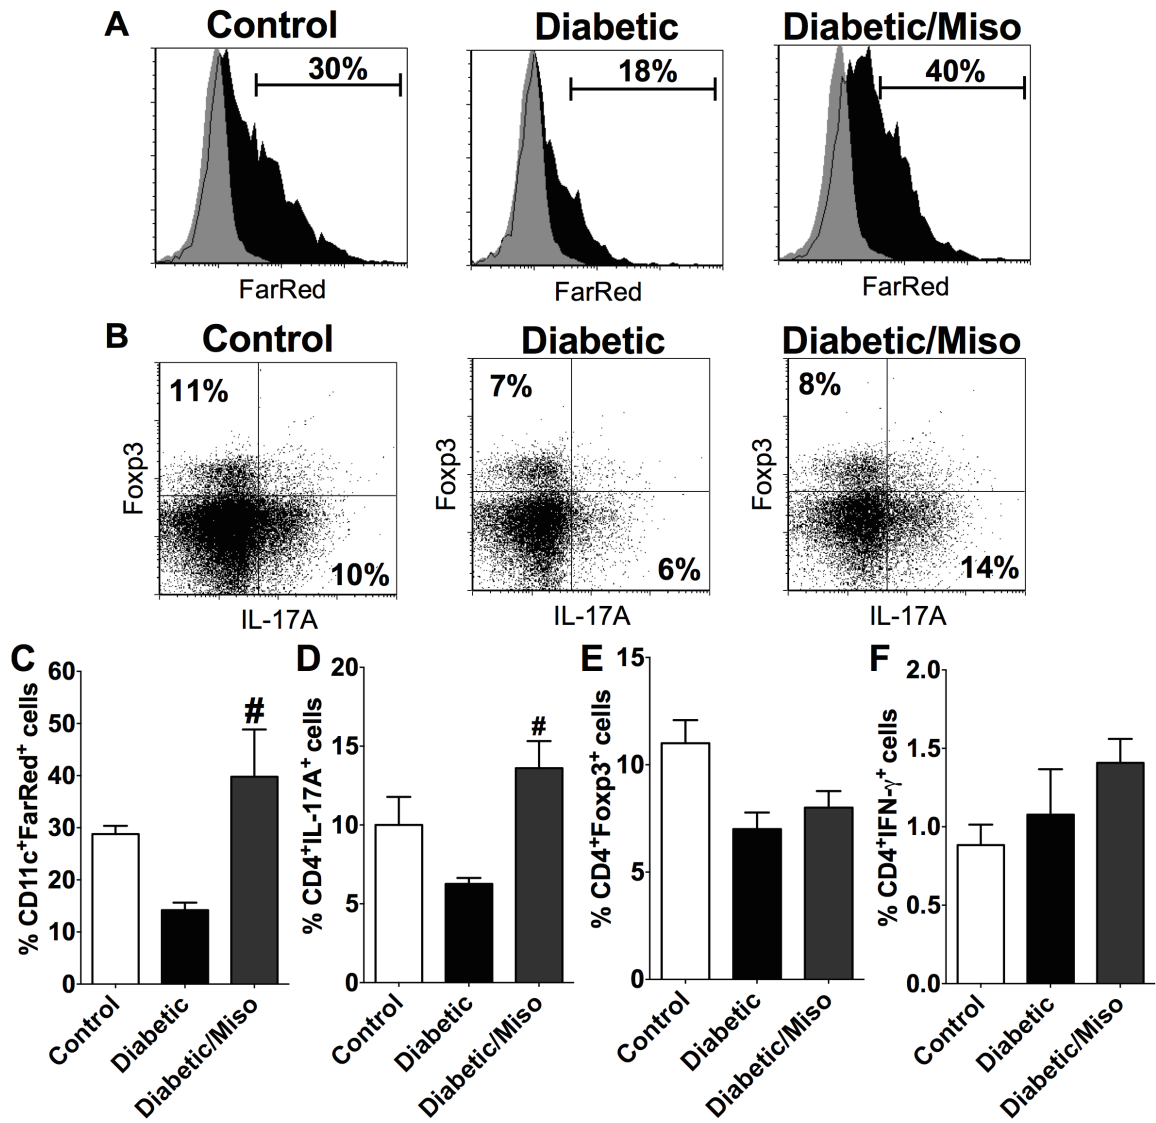 A Control Diabetic Diabetic/Miso
30% 18% 40%
FarRed FarRed FarRed
B Control Diabetic Diabetic/Miso
11% 7% 8%
Foxp3 Foxp3 Foxp3
10% 6% 14%
IL-17A IL-17A IL-17A
C
% CD11c⁺FarRed⁺ cells
60
50
40
30
20
10
0
#
Control
Diabetic
Diabetic/Miso
D
% CD4⁺IL-17A⁺ cells
20
15
10
5
0
#
Control
Diabetic
Diabetic/Miso
E
% CD4⁺Foxp3⁺ cells
15
10
5
0
Control
Diabetic
Diabetic/Miso
F
% CD4⁺IFN-γ⁺ cells
2.0
1.5
1.0
0.5
0.0
Control
Diabetic
Diabetic/Miso